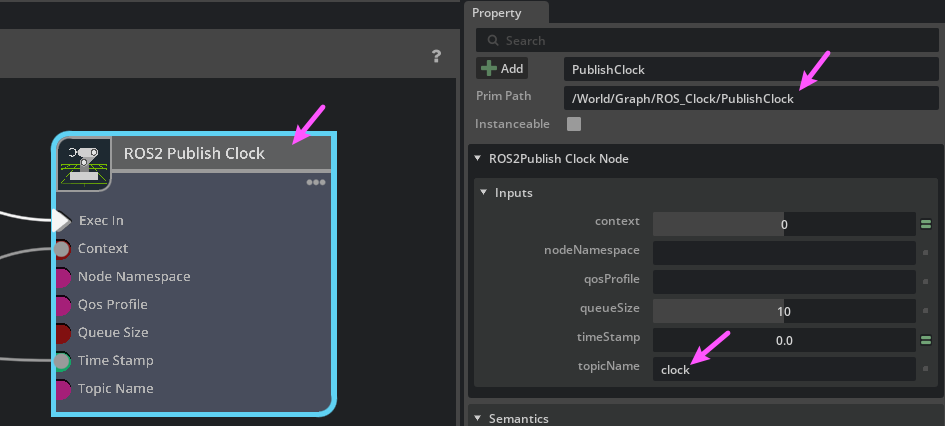 ?
ROS2 Publish Clock
Exec In
Context
Node Namespace
Qos Profile
Queue Size
Time Stamp
Topic Name
Property
Search
Add PublishClock
Prim Path /World/Graph/ROS_Clock/PublishClock
Instanceable
ROS2Publish Clock Node
Inputs
context 0
nodeNamespace
qosProfile
queueSize 10
timeStamp 0.0
topicName clock
Semantics